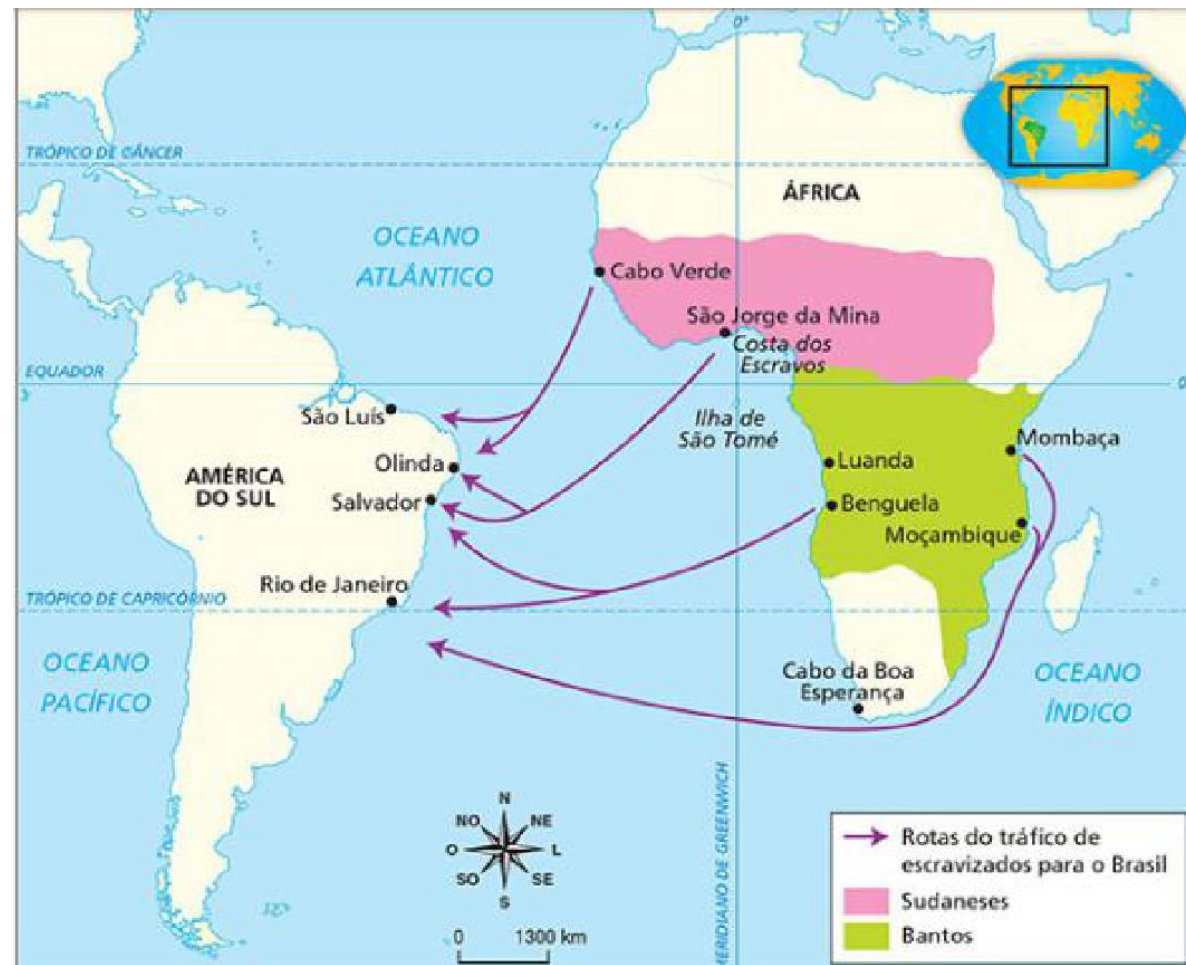 0°
TRÓPICO DE CÂNCER
ÁFRICA
OCEANO
ATLÂNTICO
Cabo Verde
São Jorge da Mina
Costa dos
Escravos
EQUADOR
0
São Luís
Ilha de
São Tomé
Mombaça
Olinda
Luanda
AMÉRICA
DO SUL
Salvador
Benguela
Moçambique
Rio de Janeiro
TRÓPICO DE CAPRICÓRNIO
OCEANO
PACÍFICO
Cabo da Boa
Esperança
OCEANO
ÍNDICO
MERIDIANO DE GREENWICH
N
NO NE
O L
SO SE
S
0 1300 km
Rotas do tráfico de
escravizados para o Brasil
Sudaneses
Bantos